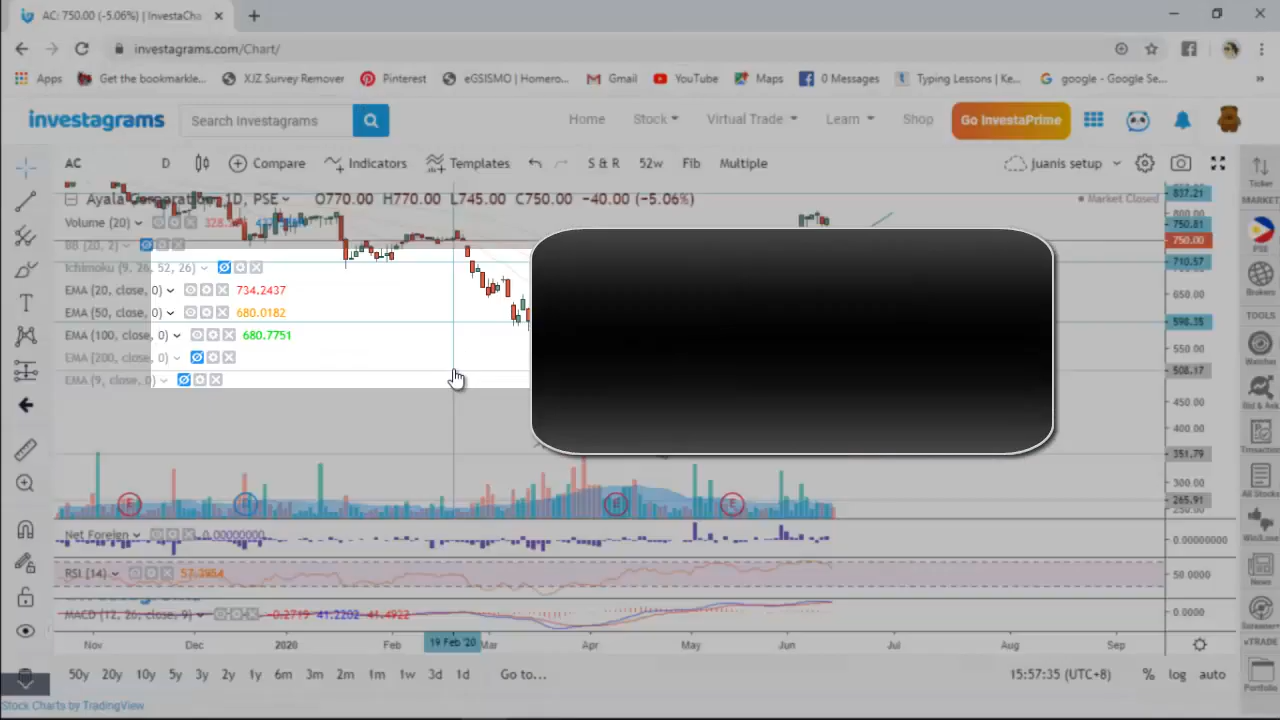 AC: 750.00 (-5.06%) | InvestaCha
investagrams.com/Chart/
Apps Get the bookmarkle... XJZ Survey Remover Pinterest eGSISMO | Homero... Gmail YouTube Maps 0 Messages Typing Lessons | Ke... google - Google Se... »
investagrams Search Investagrams Home Stock Virtual Trade Learn Shop Go InvestaPrime
AC D Compare Indicators Templates S & R 52w Fib Multiple juanis setup
Ticker
Ayala Corporation, 1D, PSE O770.00 H770.00 L745.00 C750.00 −40.00 (−5.06%) Market Closed
837.21
MARKET
Volume (20)
800.00
750.81
BB (20, 2)
750.00
PSE
Ichimoku (9, 26, 52, 26)
710.57
EMA (20, close, 0) 734.2437
650.00
Brokers
EMA (50, close, 0) 680.0182
598.35
TOOLS
EMA (100, close, 0) 680.7751
550.00
EMA (200, close, 0)
Watches
508.17
EMA (9, close, 0)
450.00
Bid & Ask
400.00
351.79
Transaction
300.00
All Stocks
265.91
E D E E
Net Foreign 0.00000000
0.00000000
Win/Lose
RSI (14) 57.3954
50.00
News
MACD (12, 26, close, 9) -0.2719 41.2202 41.4922
0.0000
Screener+
Nov Dec 2020 Feb 19 Feb '20 Mar Apr May Jun Jul Aug Sep
vTRADE
50y 20y 10y 5y 3y 2y 1y 6m 3m 2m 1m 1w 3d 1d Go to... 15:57:35 (UTC+8) % log auto
Portfolio
Stock Charts by TradingView